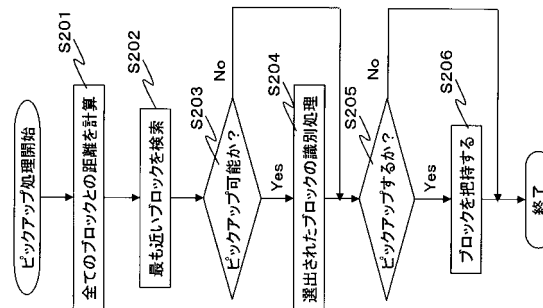 ピックアップ処理開始
S201
全てのブロックとの距離を計算
S202
最も近いブロックを検索
S203
ピックアップ可能か?
No
Yes
S204
選出されたブロックの識別処理
S205
ピックアップするか?
No
Yes
S206
ブロックを把持する
終了